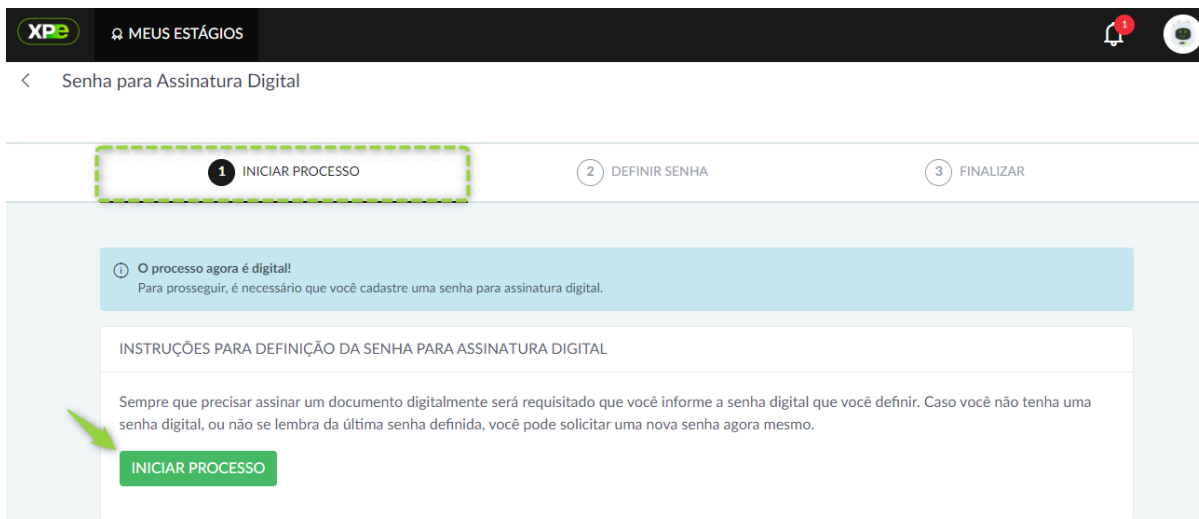 XPe
MEUS ESTÁGIOS
1
Senha para Assinatura Digital
1 INICIAR PROCESSO
2 DEFINIR SENHA
3 FINALIZAR
O processo agora é digital!
Para prosseguir, é necessário que você cadastre uma senha para assinatura digital.
INSTRUÇÕES PARA DEFINIÇÃO DA SENHA PARA ASSINATURA DIGITAL
Sempre que precisar assinar um documento digitalmente será requisitado que você informe a senha digital que você definir. Caso você não tenha uma
senha digital, ou não se lembra da última senha definida, você pode solicitar uma nova senha agora mesmo.
INICIAR PROCESSO